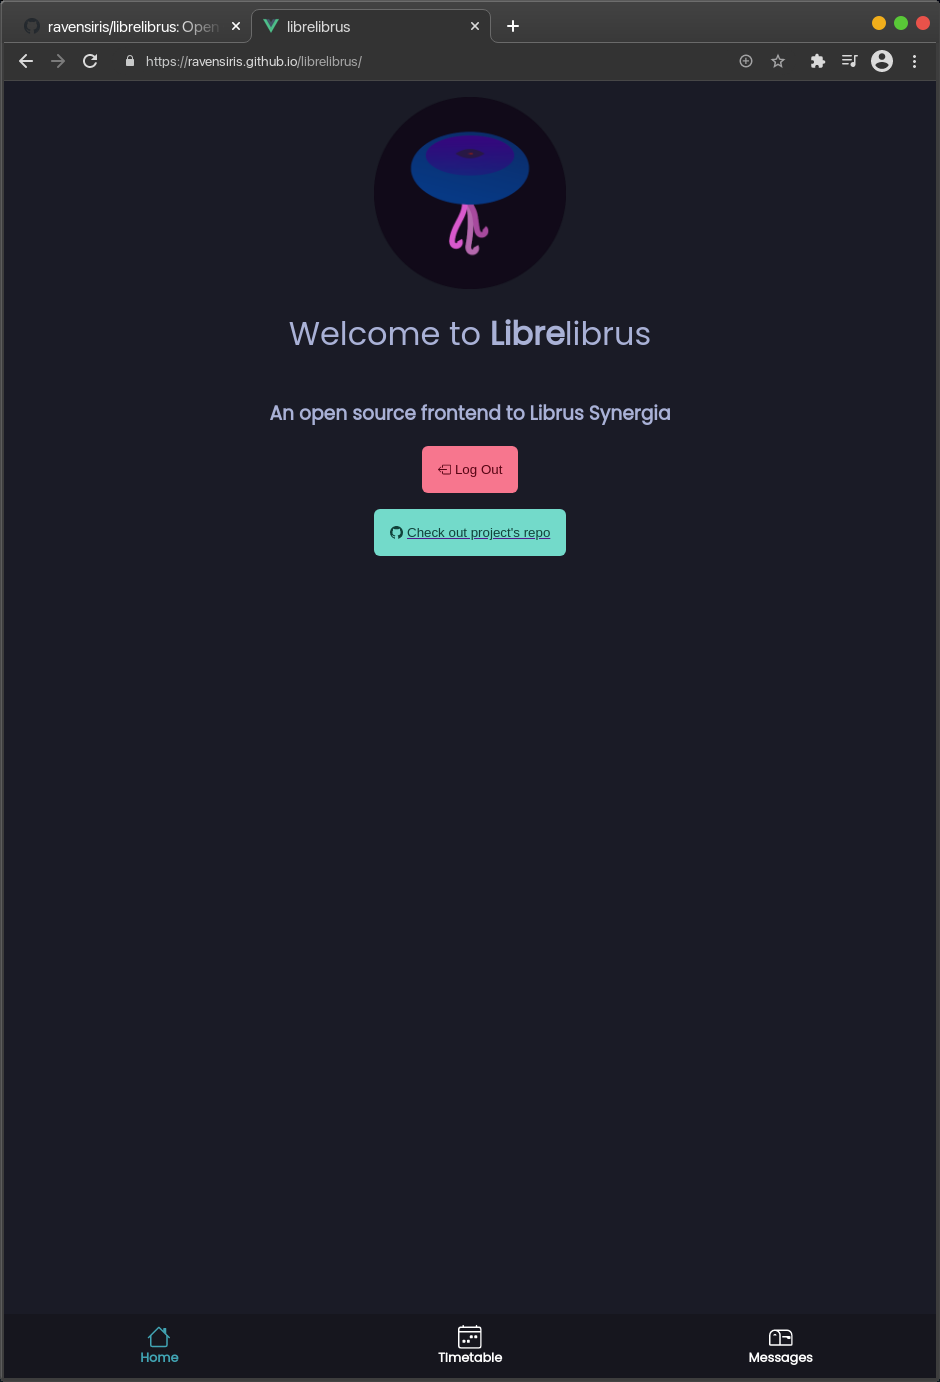 ravensiris/librelibrus: Open
librelibrus
https://ravensiris.github.io/librelibrus/
Welcome to Librelibrus
An open source frontend to Librus Synergia
Log Out
Check out project's repo
Home
Timetable
Messages